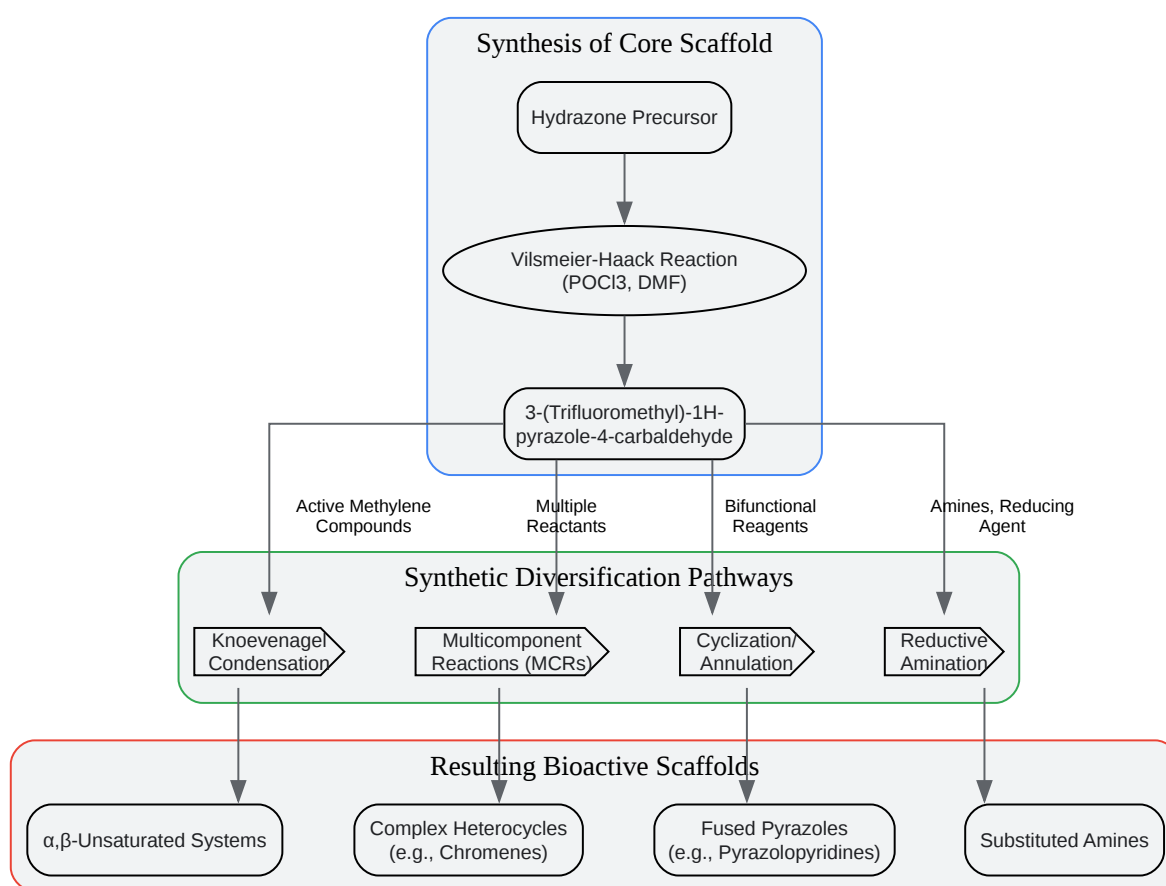 Synthesis of Core Scaffold
Hydrazone Precursor
Vilsmeier-Haack Reaction
(POCl3, DMF)
3-(Trifluoromethyl)-1H-
pyrazole-4-carbaldehyde
Active Methylene
Compounds
Multiple
Reactants
Bifunctional
Reagents
Amines, Reducing
Agent
Synthetic Diversification Pathways
Knoevenagel
Condensation
Multicomponent
Reactions (MCRs)
Cyclization/
Annulation
Reductive
Amination
Resulting Bioactive Scaffolds
α,β-Unsaturated Systems
Complex Heterocycles
(e.g., Chromenes)
Fused Pyrazoles
(e.g., Pyrazolopyridines)
Substituted Amines